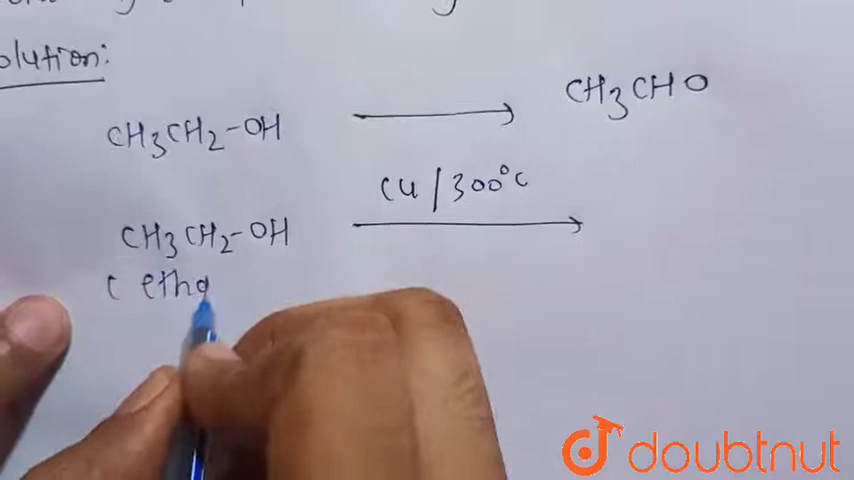 olution:
CH3CH2-OH → CH3CHO
Cu / 300°C
CH3CH2-OH →
( etha
doubtnut